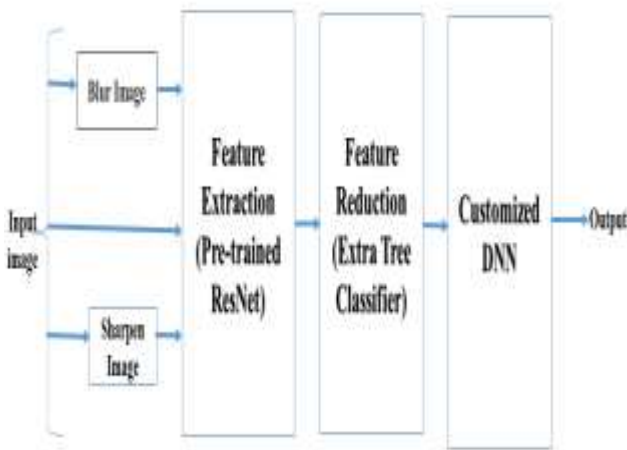 Input
image
Blur Image
Sharpen
Image
Feature
Extraction
(Pre-trained
ResNet)
Feature
Reduction
(Extra Tree
Classifier)
Customized
DNN
Output